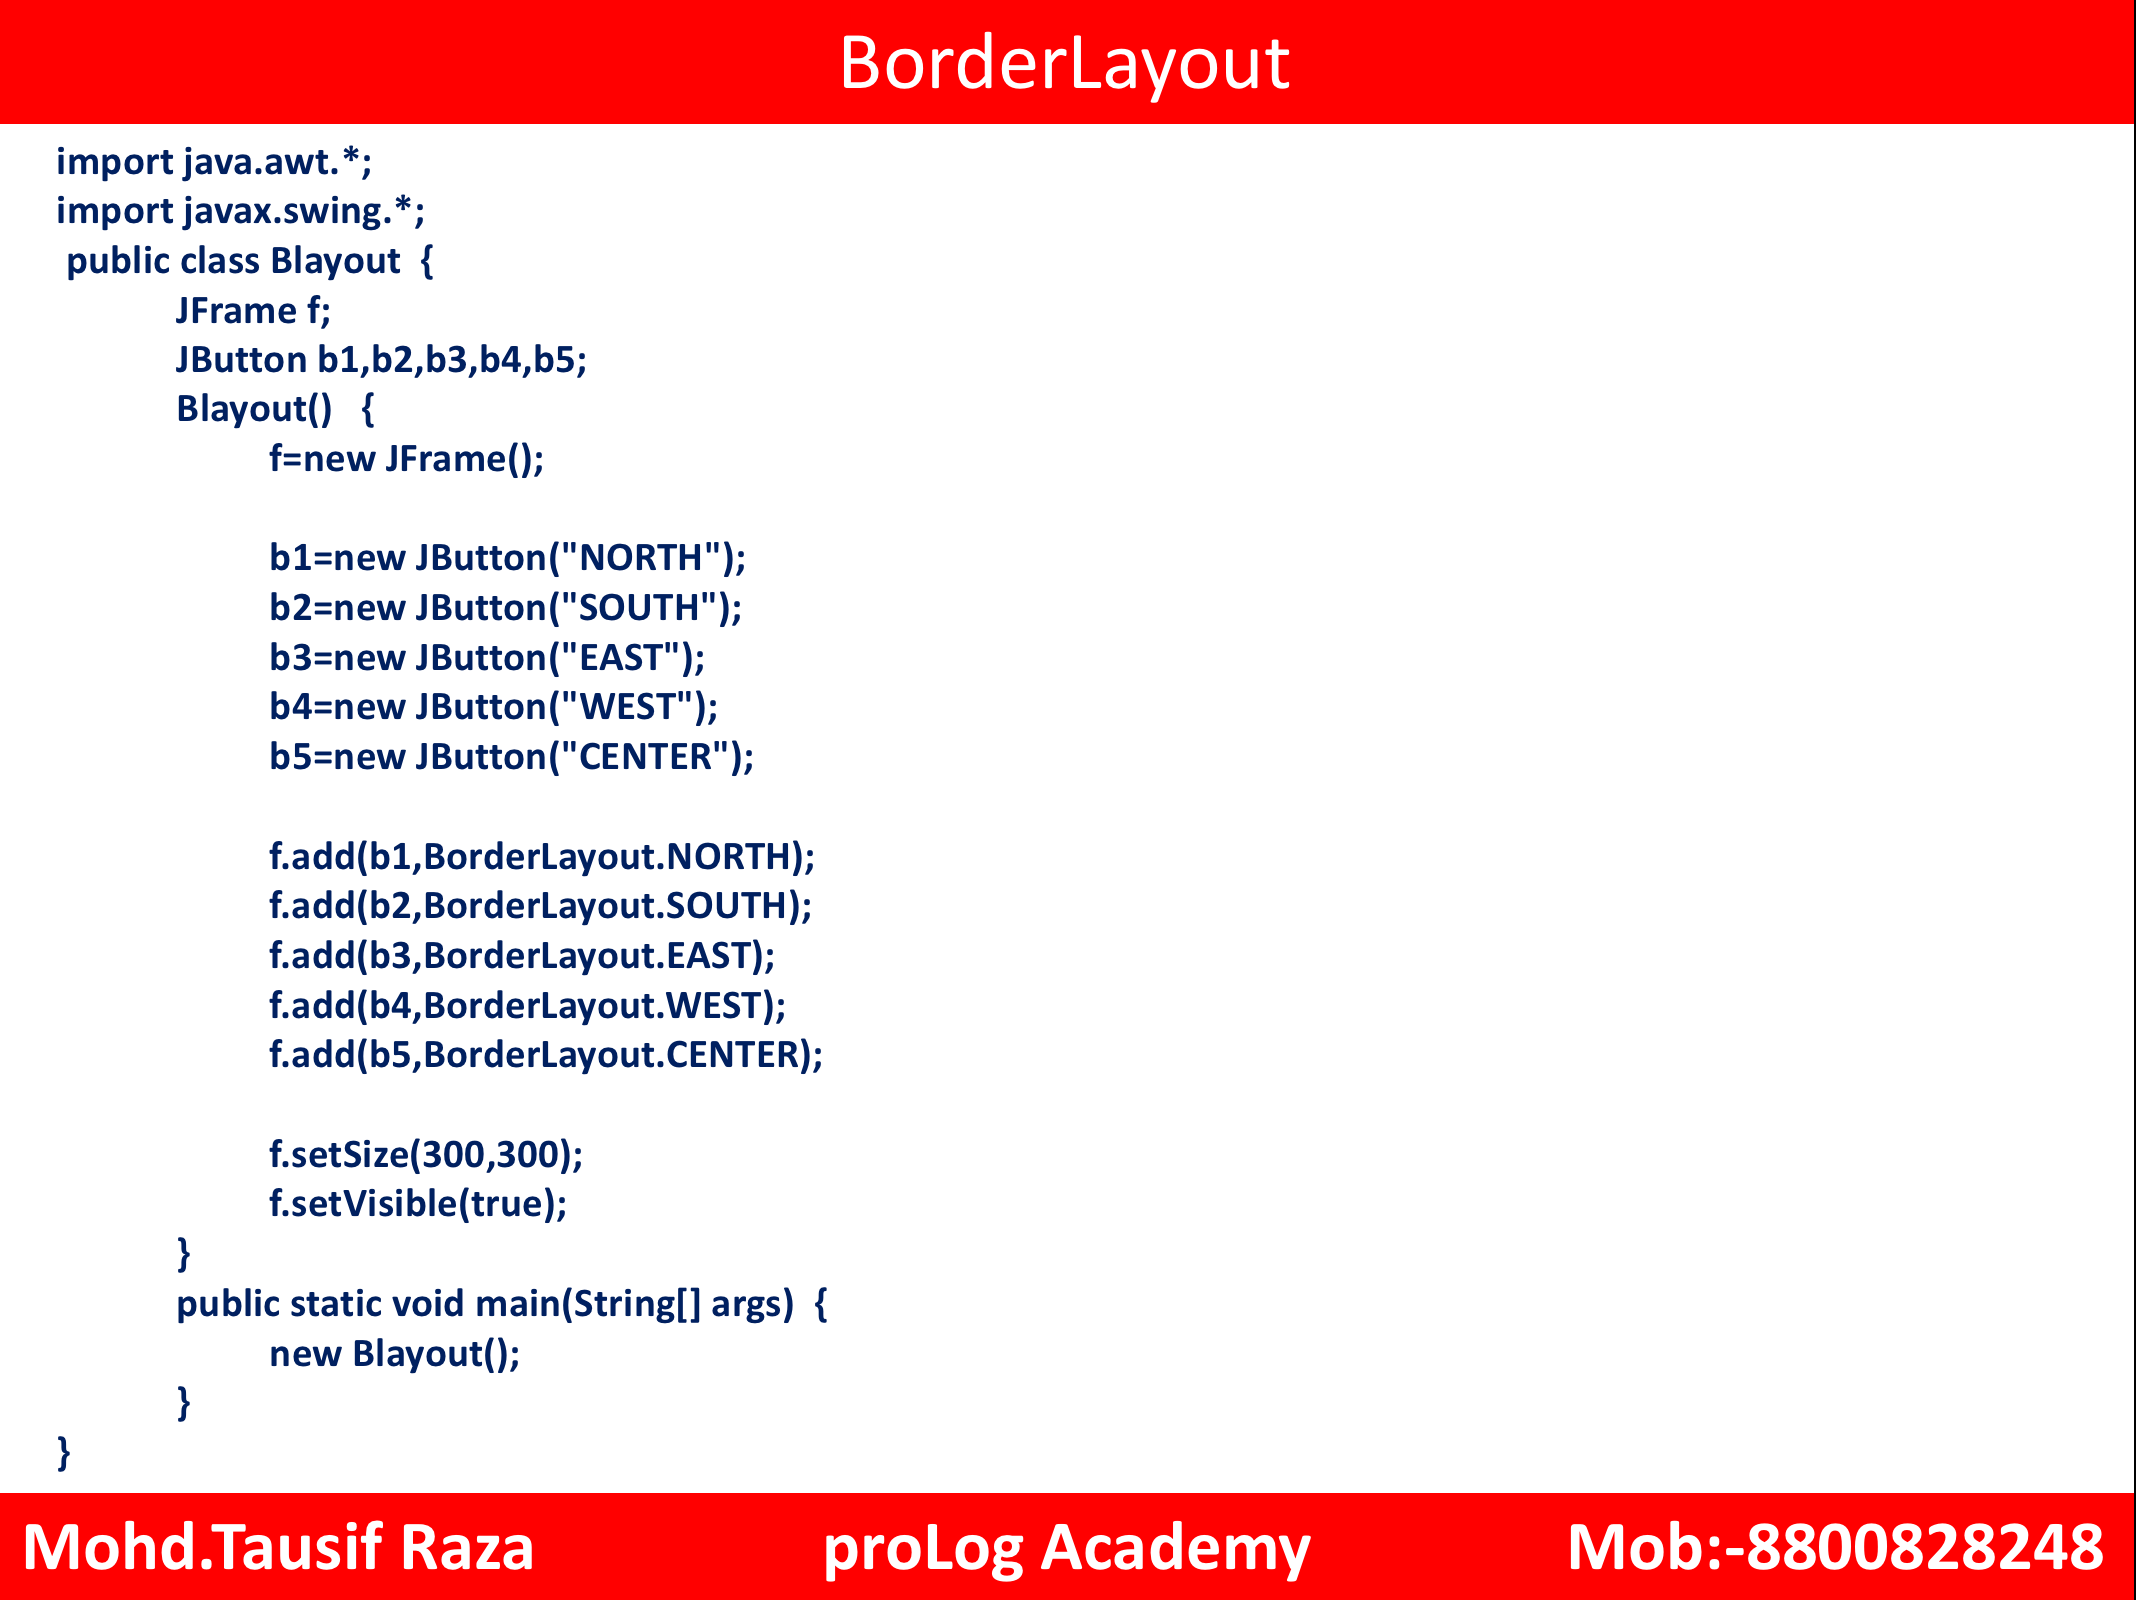 BorderLayout
import java.awt.*;
import javax.swing.*;
public class Blayout  {
JFrame f;
JButton b1,b2,b3,b4,b5;
Blayout()   {
f=new JFrame();
b1=new JButton("NORTH");
b2=new JButton("SOUTH");
b3=new JButton("EAST");
b4=new JButton("WEST");
b5=new JButton("CENTER");
f.add(b1,BorderLayout.NORTH);
f.add(b2,BorderLayout.SOUTH);
f.add(b3,BorderLayout.EAST);
f.add(b4,BorderLayout.WEST);
f.add(b5,BorderLayout.CENTER);
f.setSize(300,300);
f.setVisible(true);
}
public static void main(String[] args)  {
new Blayout();
}
}
Mohd.Tausif Raza proLog Academy Mob:-8800828248